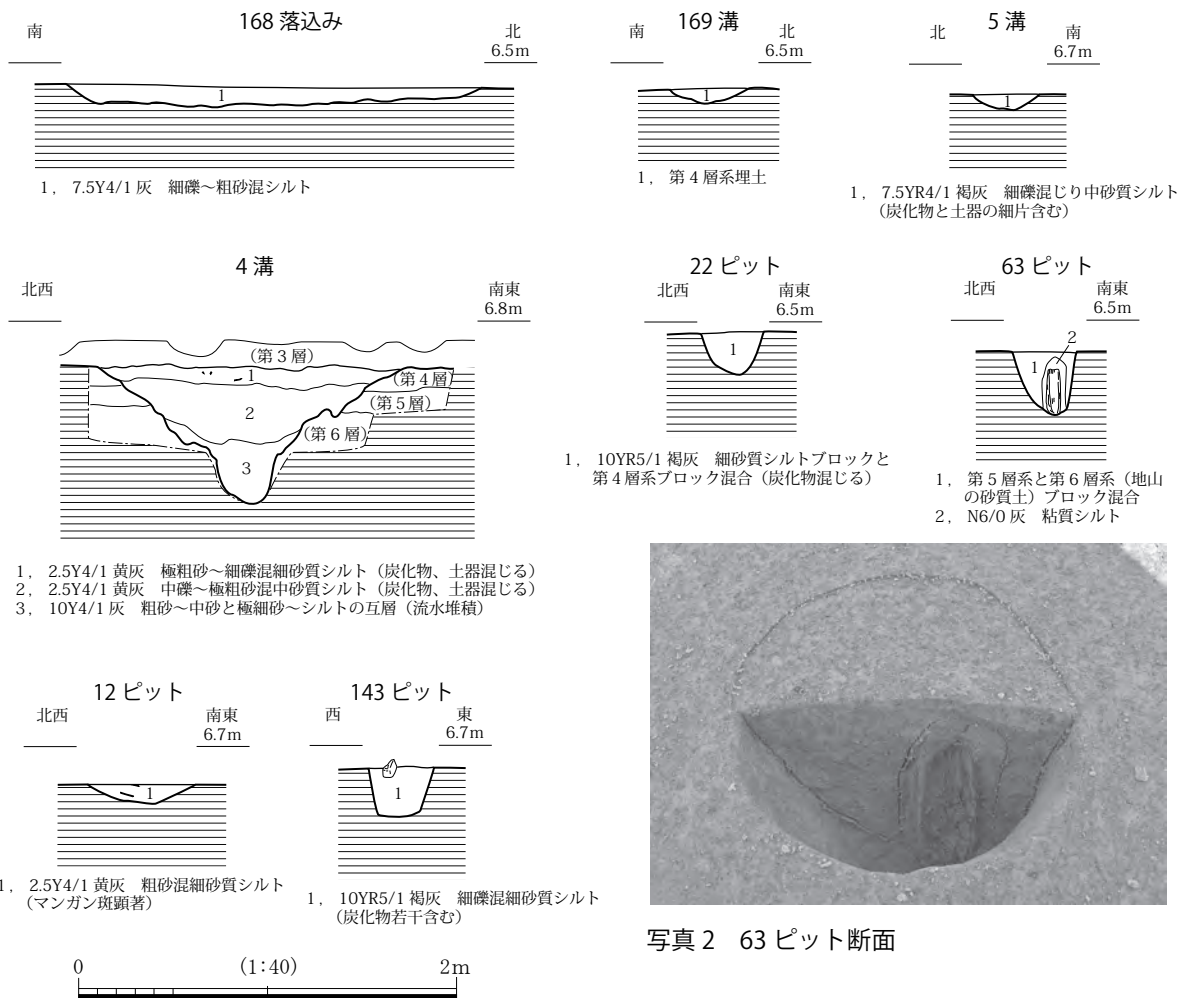 168 落込み
南
北
6.5m
1
1， 7.5Y4/1 灰　細礫～粗砂混シルト
169 溝
南
北
6.5m
1
1， 第 4 層系埋土
5 溝
北
南
6.7m
1
1， 7.5YR4/1 褐灰　細礫混じり中砂質シルト
（炭化物と土器の細片含む）
4 溝
北西
南東
6.8m
（第 3 層）
1
（第 4 層）
2
（第 5 層）
（第 6 層）
3
1， 2.5Y4/1 黄灰　極粗砂～細礫混細砂質シルト（炭化物、土器混じる）
2， 2.5Y4/1 黄灰　中礫～極粗砂混中砂質シルト（炭化物、土器混じる）
3， 10Y4/1 灰　粗砂～中砂と極細砂～シルトの互層（流水堆積）
22 ピット
北西
南東
6.5m
1
1， 10YR5/1 褐灰　細砂質シルトブロックと
第 4 層系ブロック混合（炭化物混じる）
63 ピット
北西
南東
6.5m
2
1
1， 第 5 層系と第 6 層系（地山
の砂質土）ブロック混合
2， N6/0 灰　粘質シルト
12 ピット
北西
南東
6.7m
1
1， 2.5Y4/1 黄灰　粗砂混細砂質シルト
（マンガン斑顕著）
143 ピット
西
東
6.7m
1
1， 10YR5/1 褐灰　細礫混細砂質シルト
（炭化物若干含む）
写真 2　63 ピット断面
0 (1:40) 2m